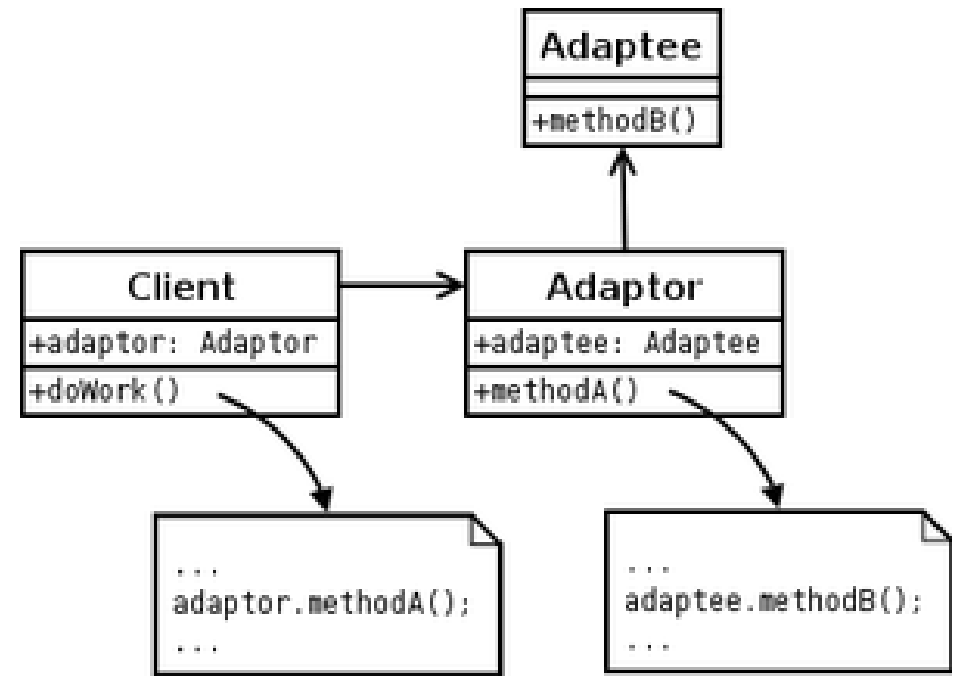 Adaptee
+methodB()
Client
+adaptor: Adaptor
+doWork()
Adaptor
+adaptee: Adaptee
+methodA()
...
adaptor.methodA();
...
...
adaptee.methodB();
...